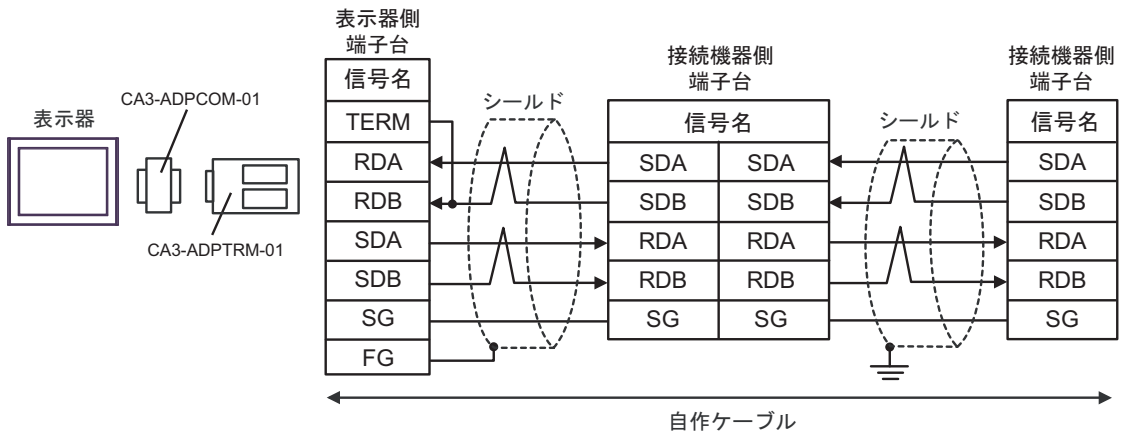 表示器
CA3-ADPCOM-01
CA3-ADPTRM-01
表示器側
端子台
信号名
TERM
RDA
RDB
SDA
SDB
SG
FG
シールド
接続機器側
端子台
信号名
SDA SDA
SDB SDB
RDA RDA
RDB RDB
SG SG
シールド
接続機器側
端子台
信号名
SDA
SDB
RDA
RDB
SG
自作ケーブル